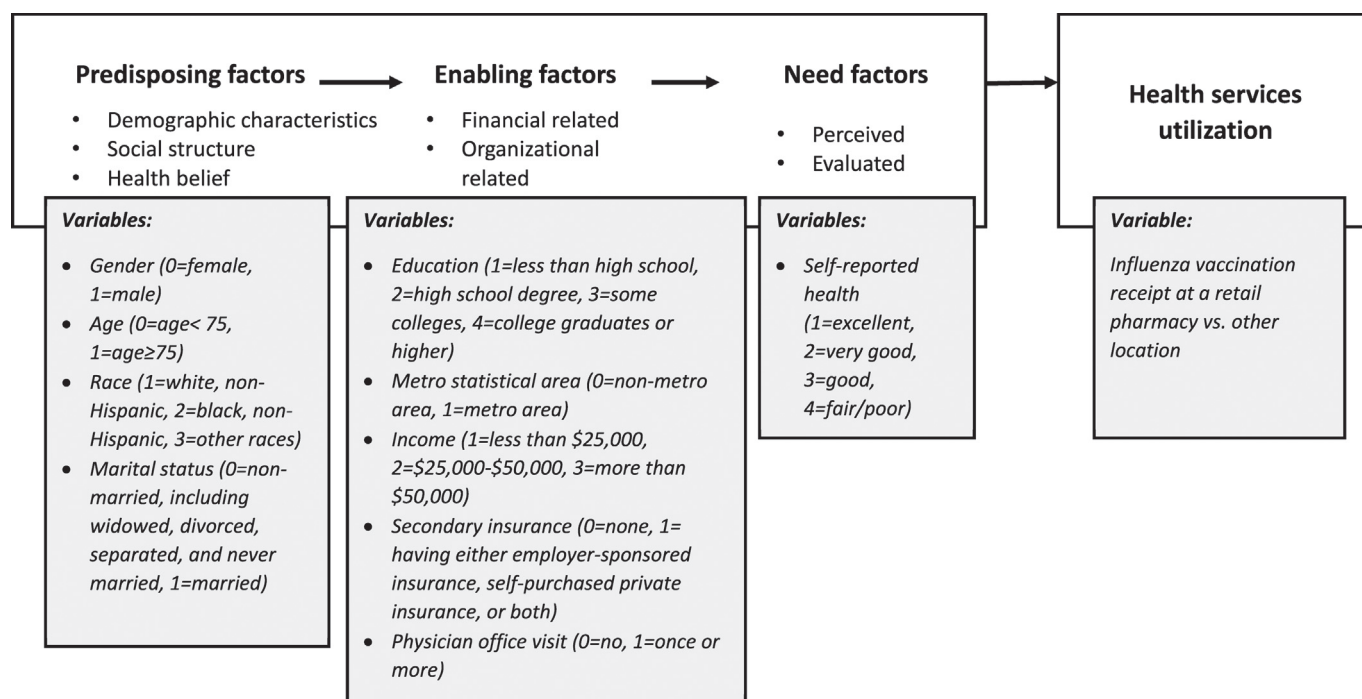 Predisposing factors
• Demographic characteristics
• Social structure
• Health belief
Enabling factors
• Financial related
• Organizational
related
Need factors
• Perceived
• Evaluated
Health services
utilization
Variables:
• Gender (0=female,
1=male)
• Age (0=age< 75,
1=age≥75)
• Race (1=white, non-
Hispanic, 2=black, non-
Hispanic, 3=other races)
• Marital status (0=non-
married, including
widowed, divorced,
separated, and never
married, 1=married)
Variables:
• Education (1=less than high school,
2=high school degree, 3=some
colleges, 4=college graduates or
higher)
• Metro statistical area (0=non-metro
area, 1=metro area)
• Income (1=less than $25,000,
2=$25,000-$50,000, 3=more than
$50,000)
• Secondary insurance (0=none, 1=
having either employer-sponsored
insurance, self-purchased private
insurance, or both)
• Physician office visit (0=no, 1=once or
more)
Variables:
• Self-reported
health
(1=excellent,
2=very good,
3=good,
4=fair/poor)
Variable:
Influenza vaccination
receipt at a retail
pharmacy vs. other
location